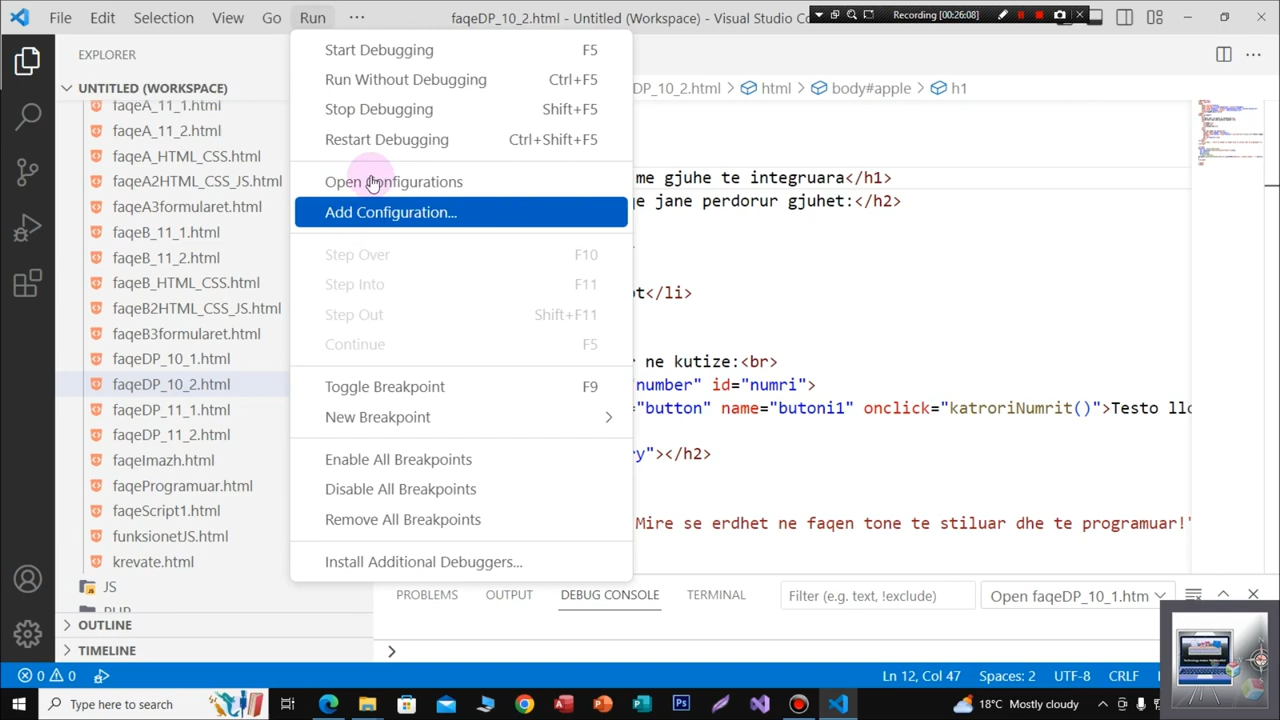 File Edit Selection View Go Run ··· faqeDP_10_2.html - Untitled (Workspace) - Visual Studio Co
Recording [00:26:08]
EXPLORER
UNTITLED (WORKSPACE)
faqeA_11_1.html
faqeA_11_2.html
faqeA_HTML_CSS.html
faqeA2HTML_CSS_JS.html
faqeA3formularet.html
faqeB_11_1.html
faqeB_11_2.html
faqeB_HTML_CSS.html
faqeB2HTML_CSS_JS.html
faqeB3formularet.html
faqeDP_10_1.html
faqeDP_10_2.html
faqeDP_11_1.html
faqeDP_11_2.html
faqeImazh.html
faqeProgramuar.html
faqeScript1.html
funksionetJS.html
krevate.html
JS
OUTLINE
TIMELINE
Start Debugging F5
Run Without Debugging Ctrl+F5
Stop Debugging Shift+F5
Restart Debugging Ctrl+Shift+F5
Open Configurations
Add Configuration...
Step Over F10
Step Into F11
Step Out Shift+F11
Continue F5
Toggle Breakpoint F9
New Breakpoint
Enable All Breakpoints
Disable All Breakpoints
Remove All Breakpoints
Install Additional Debuggers...
DP_10_2.html > html > body#apple > h1
me gjuhe te integruara</h1>
e jane perdorur gjuhet:</h2>
t</li>
r ne kutize:<br>
number" id="numri">
="button" name="butoni1" onclick="katroriNumrit()">Testo llo
y"></h2>
Mire se erdhet ne faqen tone te stiluar dhe te programuar!'
PROBLEMS OUTPUT DEBUG CONSOLE TERMINAL Filter (e.g. text, !exclude) Open faqeDP_10_1.htm
0 0 Ln 12, Col 47 Spaces: 2 UTF-8 CRLF
Type here to search 18°C Mostly cloudy